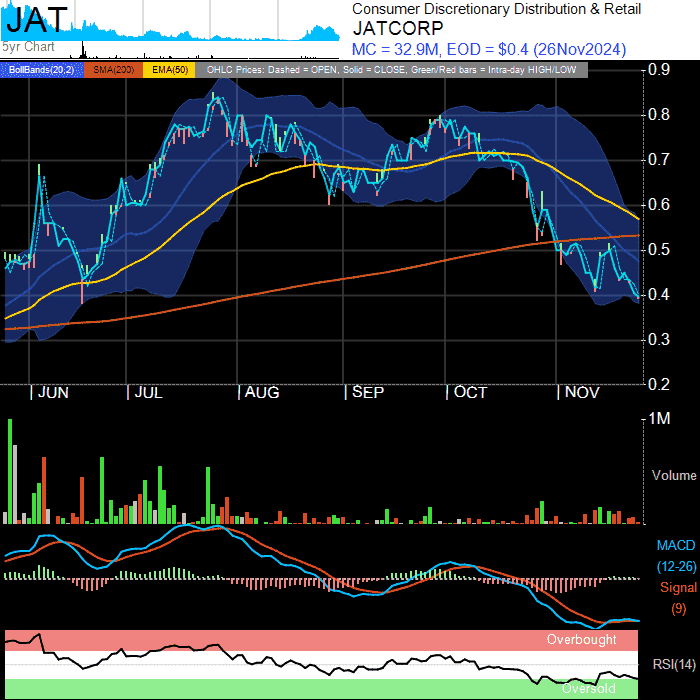 JAT
5yr Chart
Consumer Discretionary Distribution & Retail
JATCORP
MC = 32.9M, EOD = $0.4 (26Nov2024)
BollBands(20,2) SMA(200) EMA(50) OHLC Prices: Dashed = OPEN, Solid = CLOSE, Green/Red bars = Intra-day HIGH/LOW
0.9
0.8
0.7
0.6
0.5
0.4
0.3
0.2
JUN JUL AUG SEP OCT NOV
1M
Volume
MACD
(12-26)
Signal
(9)
Overbought
RSI(14)
Oversold